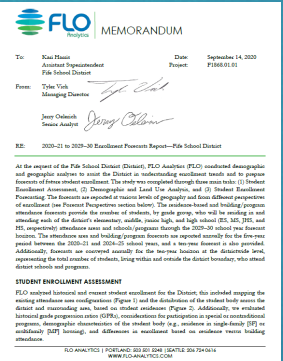 FLO Analytics | MEMORANDUM
To: Kari Harris Date: September 14, 2020
Assistant Superintendent Project: F1868.01.01
Fife School District
From: Tyler Vick
Managing Director
Jerry Oelerich
Senior Analyst
RE: 2020–21 to 2029–30 Enrollment Forecasts Report—Fife School District
At the request of the Fife School District (District), FLO Analytics (FLO) conducted demographic
and geographic analyses to assist the District in understanding enrollment trends and to prepare
forecasts of future student enrollment. The study was completed through three main tasks: (1) Student
Enrollment Assessment, (2) Demographic and Land Use Analysis, and (3) Student Enrollment
Forecasting. The forecasts are reported at various levels of geography and from different perspectives
of enrollment (see Forecast Perspectives section below). The residence-based and building/program
attendance forecasts provide the number of students, by grade group, who will be residing in and
attending each of the district's elementary, middle, junior high, and high school (ES, MS, JHS, and
HS, respectively) attendance areas and schools/programs through the 2029–30 school year forecast
horizon. The attendance area and building/program forecasts are reported annually for the five-year
period between the 2020–21 and 2024–25 school year, and a ten-year forecast is also provided.
Additionally, forecasts are conveyed annually for the ten-year horizon at the districtwide level,
representing the total number of students, living within and outside the district boundary, who attend
district schools and programs.
STUDENT ENROLLMENT ASSESSMENT
FLO analyzed historical and current student enrollment for the District; this included mapping the
existing attendance area configurations (Figure 1) and the distribution of the student body across the
district and surrounding area, based on student residences (Figure 2). Additionally, we evaluated
historical grade progression ratios (GPRs), considerations for participation in special or nontraditional
programs, demographic characteristics of the student body (e.g., residence in single-family [SF] or
multifamily [MF] housing), and differences in enrollment based on residence versus building
attendance.
FLO ANALYTICS | PORTLAND: 503 501 5249 | SEATTLE: 206 724 0616
WWW.FLO-ANALYTICS.COM